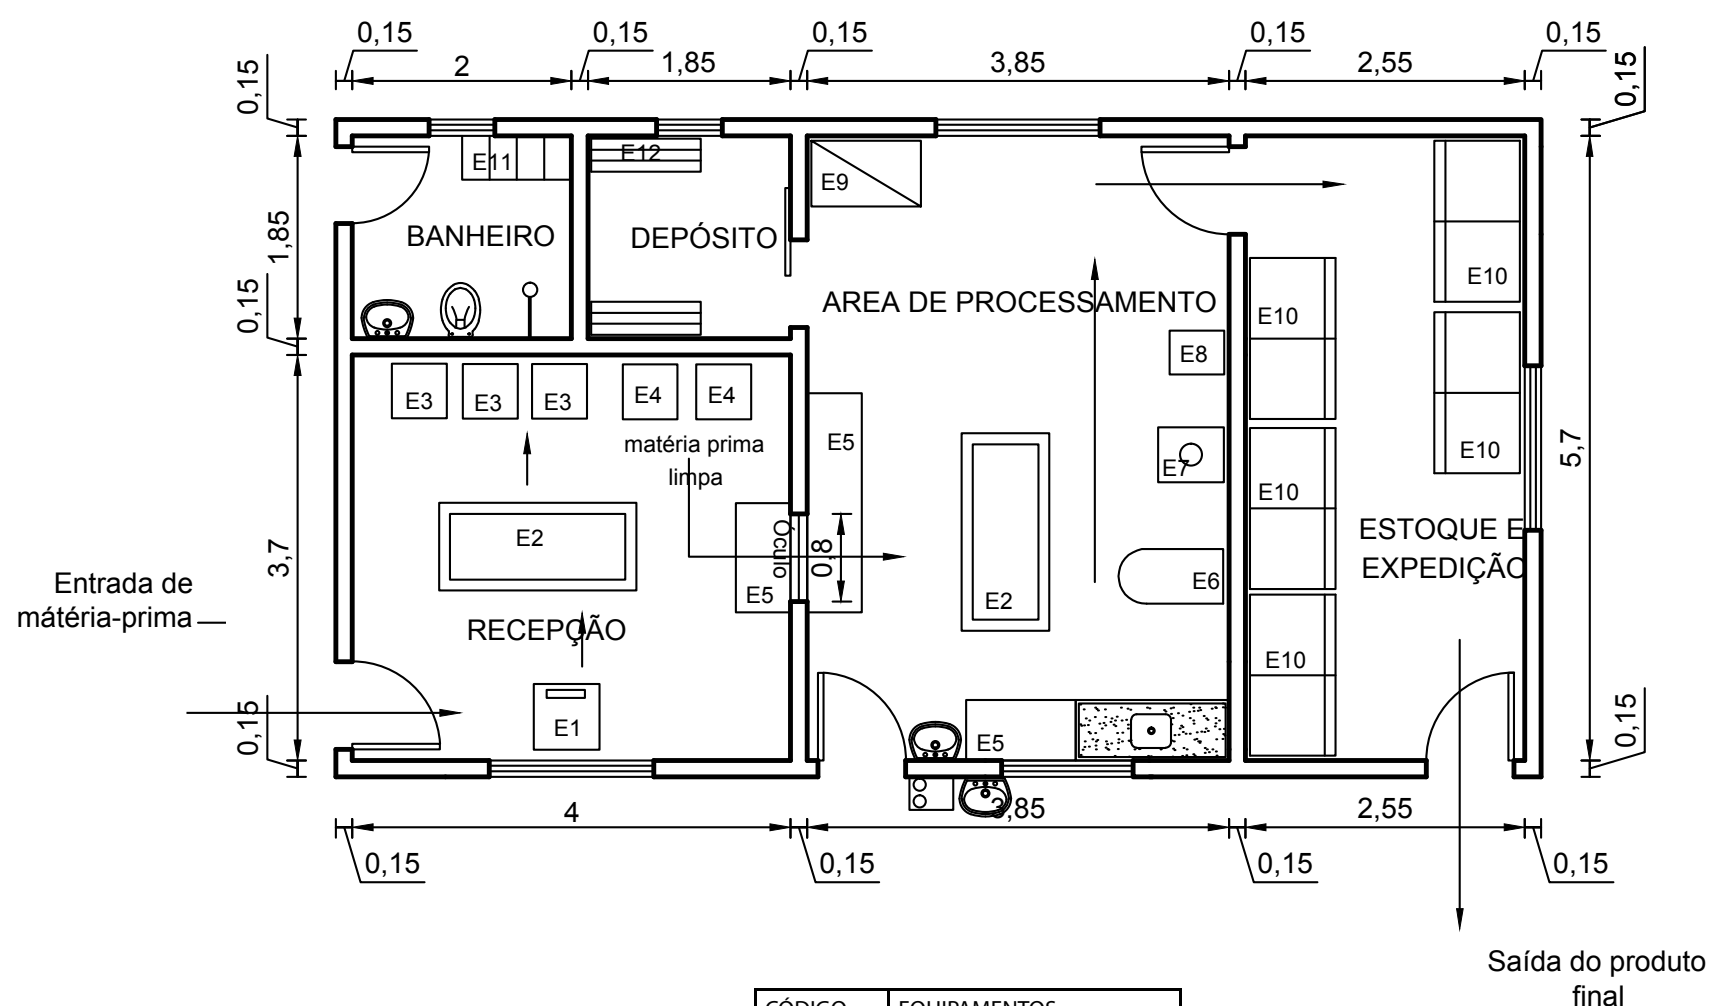 0,15
0,15
0,15
0,15
0,15
2
1,85
3,85
2,55
0,15
0,15
E11
E12
E9
BANHEIRO
DEPÓSITO
1,85
E10
AREA DE PROCESSAMENTO
0,15
E10
E8
E3
E3
E3
E4
E4
matéria prima
limpa
E5
E7
E10
5,7
E10
E2
Óculo
0,8
ESTOQUE E
EXPEDIÇÃO
3,7
Entrada de
mátéria-prima
E5
E2
E6
RECEPÇÃO
E10
0,15
E1
E5
0,15
4
3,85
2,55
0,15
0,15
0,15
0,15
Saída do produto
final
CÓDIGO EQUIPAMENTOS